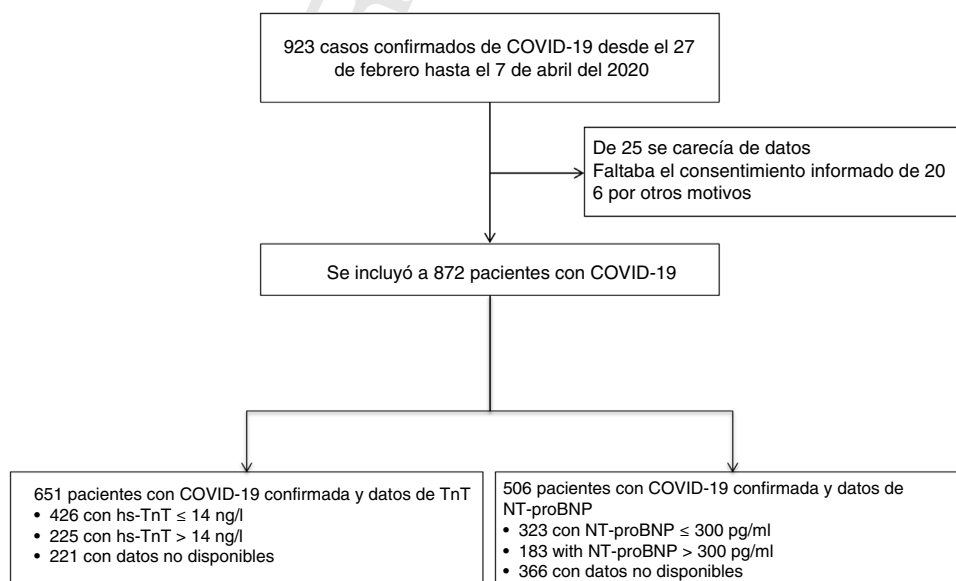 923 casos confirmados de COVID-19 desde el 27
de febrero hasta el 7 de abril del 2020
De 25 se carecía de datos
Faltaba el consentimiento informado de 20
6 por otros motivos
Se incluyó a 872 pacientes con COVID-19
651 pacientes con COVID-19 confirmada y datos de TnT
• 426 con hs-TnT ≤ 14 ng/l
• 225 con hs-TnT > 14 ng/l
• 221 con datos no disponibles
506 pacientes con COVID-19 confirmada y datos de
NT-proBNP
• 323 con NT-proBNP ≤ 300 pg/ml
• 183 with NT-proBNP > 300 pg/ml
• 366 con datos no disponibles